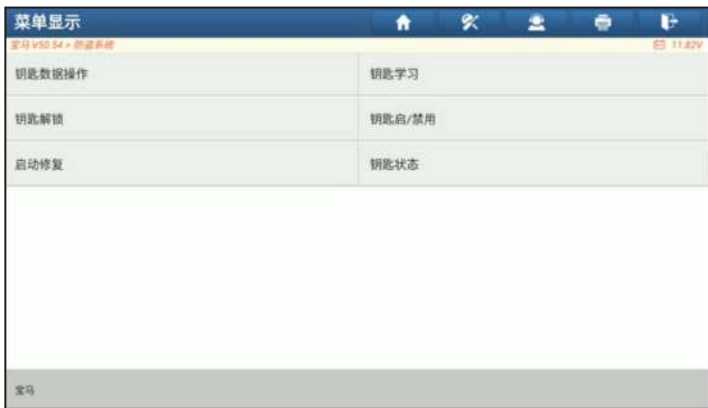 菜单显示
宝马 V50.54 > 防盗系统 11.82V
钥匙数据操作 钥匙学习
钥匙解锁 钥匙启/禁用
启动修复 钥匙状态
宝马